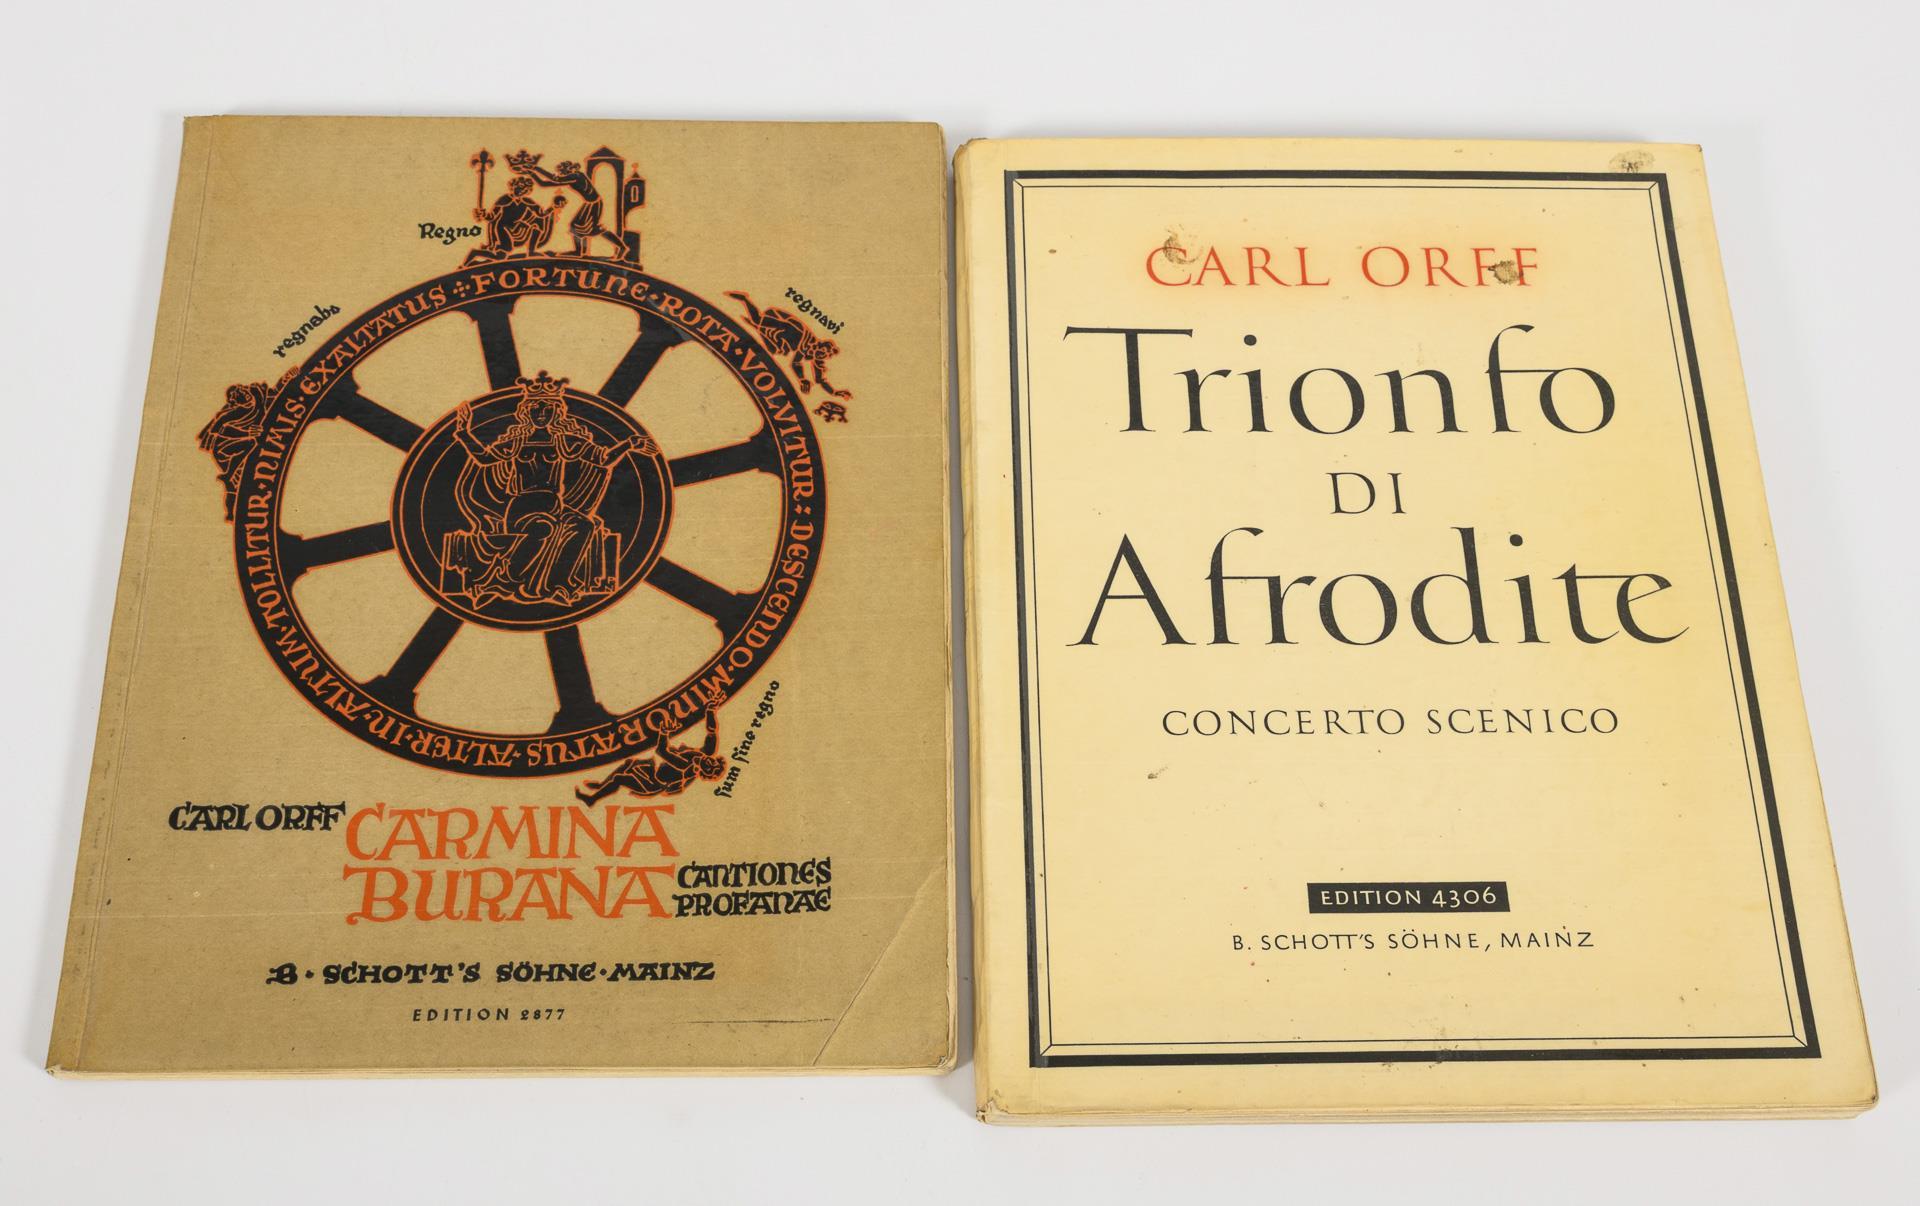 Regno
regnabo
regnavi
FORTUNE·ROTA·VOLVITUR: DESCENDO·MINORATUS·ALTER·IN·ALTUM·TOLLITUR·NIMIS·EXALTATUS
sum sine regno
CARL ORFF CARMINA
BURANA CANTIONES
PROFANAE
B·SCHOTT'S SÖHNE·MAINZ
EDITION 2877
CARL ORFF
Trionfo
DI
Afrodite
CONCERTO SCENICO
EDITION 4306
B. SCHOTT'S SÖHNE, MAINZ